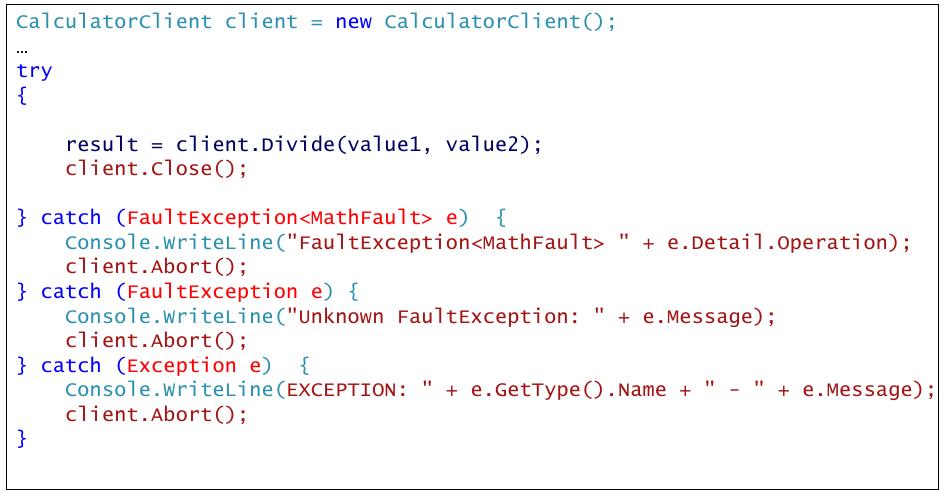 CalculatorClient client = new CalculatorClient();
…
try
{
result = client.Divide(value1, value2);
client.Close();
} catch (FaultException<MathFault> e)  {
Console.WriteLine("FaultException<MathFault> " + e.Detail.Operation);
client.Abort();
} catch (FaultException e) {
Console.WriteLine("Unknown FaultException: " + e.Message);
client.Abort();
} catch (Exception e)  {
Console.WriteLine(EXCEPTION: " + e.GetType().Name + " - " + e.Message);
client.Abort();
}